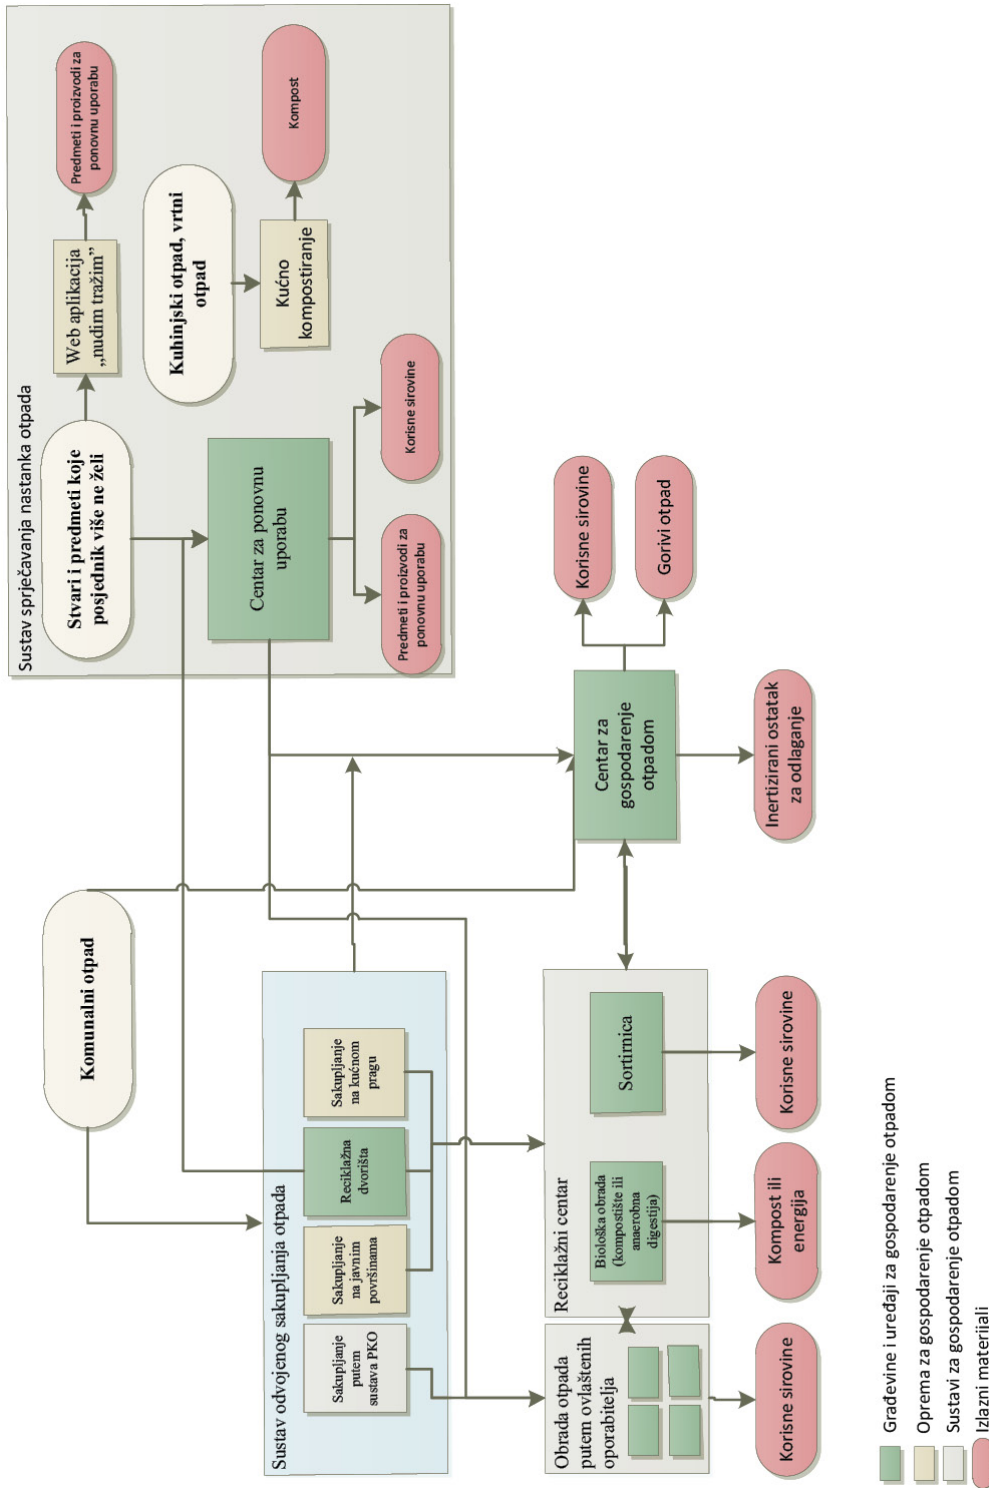 Sustav sprječavanja nastanka otpada
Stvari i predmeti koje
posjednik više ne želi
Web aplikacija
„nudim tražim”
Predmeti i proizvodi za
ponovnu uporabu
Kuhinjski otpad, vrtni
otpad
Kućno
kompostiranje
Kompost
Centar za ponovnu
uporabu
Predmeti i proizvodi za
ponovnu uporabu
Korisne sirovine
Komunalni otpad
Sustav odvojenog sakupljanja otpada
Sakupljanje
putem
sustava PKO
Sakupljanje
na javnim
površinama
Reciklažna
dvorišta
Sakupljanje
na kućnom
pragu
Obrada otpada
putem ovlaštenih
oporabitelja
Reciklažni centar
Biološka obrada
(kompostište ili
anaerobna
digestija)
Sortirnica
Centar za
gospodarenje
otpadom
Korisne sirovine
Gorivi otpad
Korisne sirovine
Kompost ili
energija
Korisne sirovine
Inertizirani ostatak
za odlaganje
Građevine i uređaji za gospodarenje otpadom
Oprema za gospodarenje otpadom
Sustavi za gospodarenje otpadom
Izlazni materijali